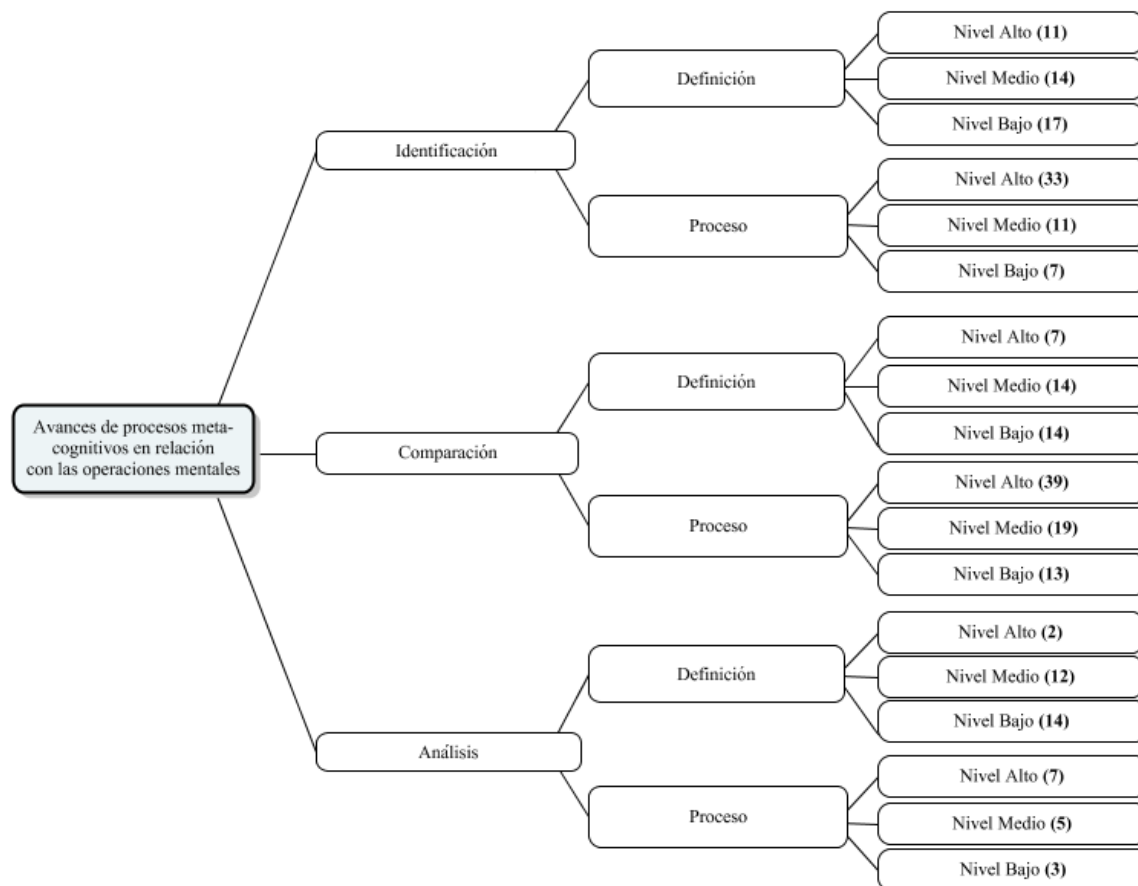 Avances de procesos meta-
cognitivos en relación
con las operaciones mentales
Identificación
Definición
Nivel Alto (11)
Nivel Medio (14)
Nivel Bajo (17)
Proceso
Nivel Alto (33)
Nivel Medio (11)
Nivel Bajo (7)
Comparación
Definición
Nivel Alto (7)
Nivel Medio (14)
Nivel Bajo (14)
Proceso
Nivel Alto (39)
Nivel Medio (19)
Nivel Bajo (13)
Análisis
Definición
Nivel Alto (2)
Nivel Medio (12)
Nivel Bajo (14)
Proceso
Nivel Alto (7)
Nivel Medio (5)
Nivel Bajo (3)